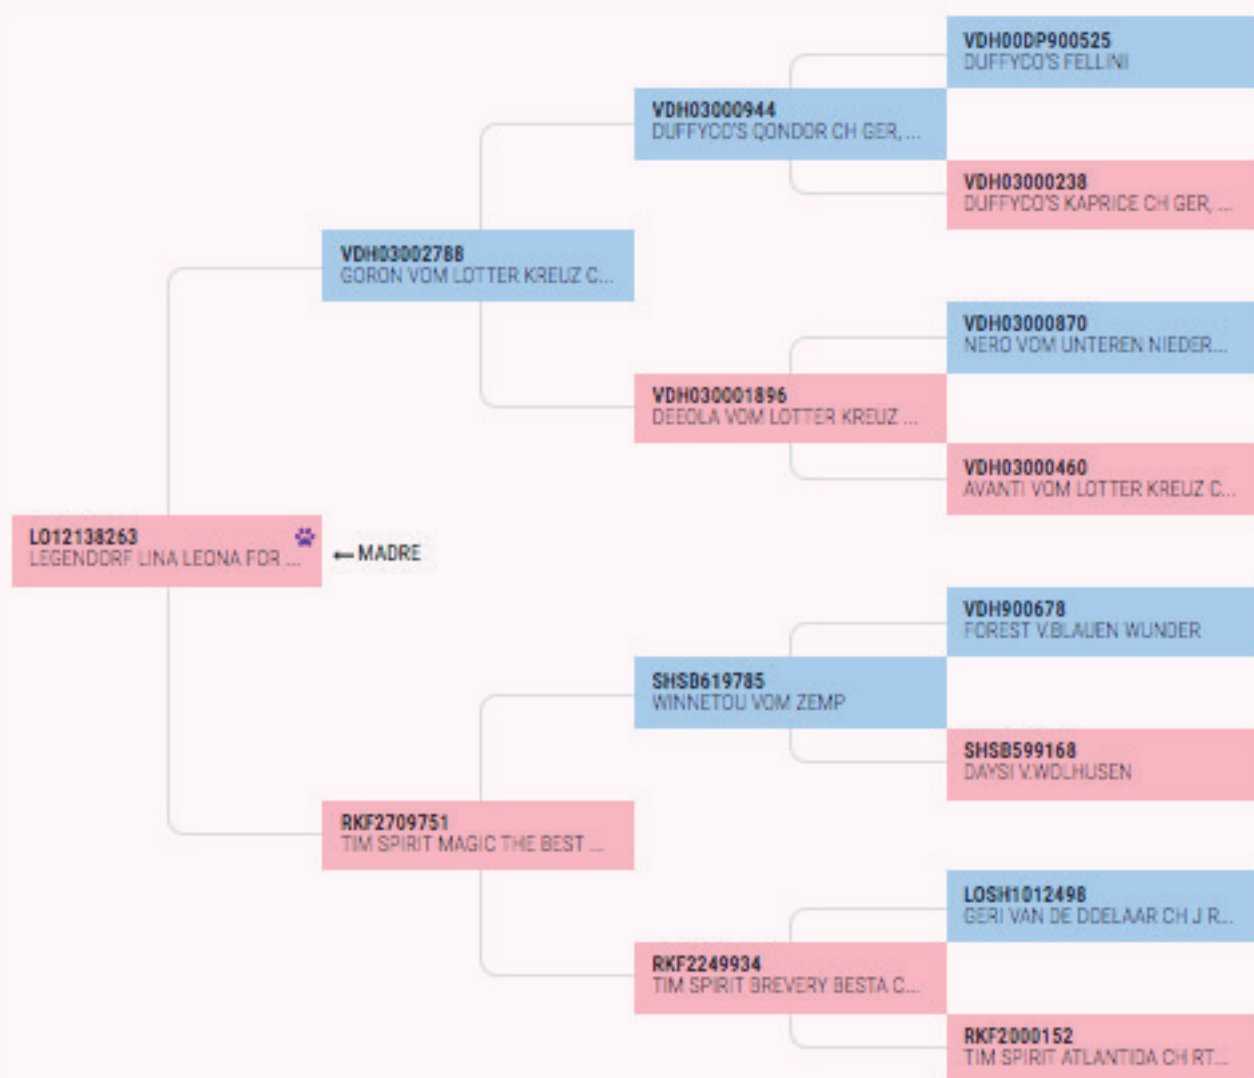 VDH00DP900525
DUFFYCO'S FELLINI
VDH03000944
DUFFYCO'S QONDOR CH GER, ...
VDH03000238
DUFFYCO'S KAPRICE CH GER, ...
VDH03002788
GORON VOM LOTTER KREUZ C...
VDH03000870
NERO VOM UNTEREN NIEDER...
VDH030001896
DEEOLA VOM LOTTER KREUZ ...
VDH03000460
AVANTI VOM LOTTER KREUZ C...
LO12138263
LEGENDORF LINA LEONA FOR ...
MADRE
VDH900678
FOREST V.BLAUEN WUNDER
SHSB619785
WINNETOU VOM ZEMP
SHSB599168
DAYSI V.WOLHUSEN
RKF2709751
TIM SPIRIT MAGIC THE BEST ...
LOSH1012498
GERI VAN DE DOELAAR CH J R...
RKF2249934
TIM SPIRIT BREVERY BESTA C...
RKF2000152
TIM SPIRIT ATLANTIDA CH RT...